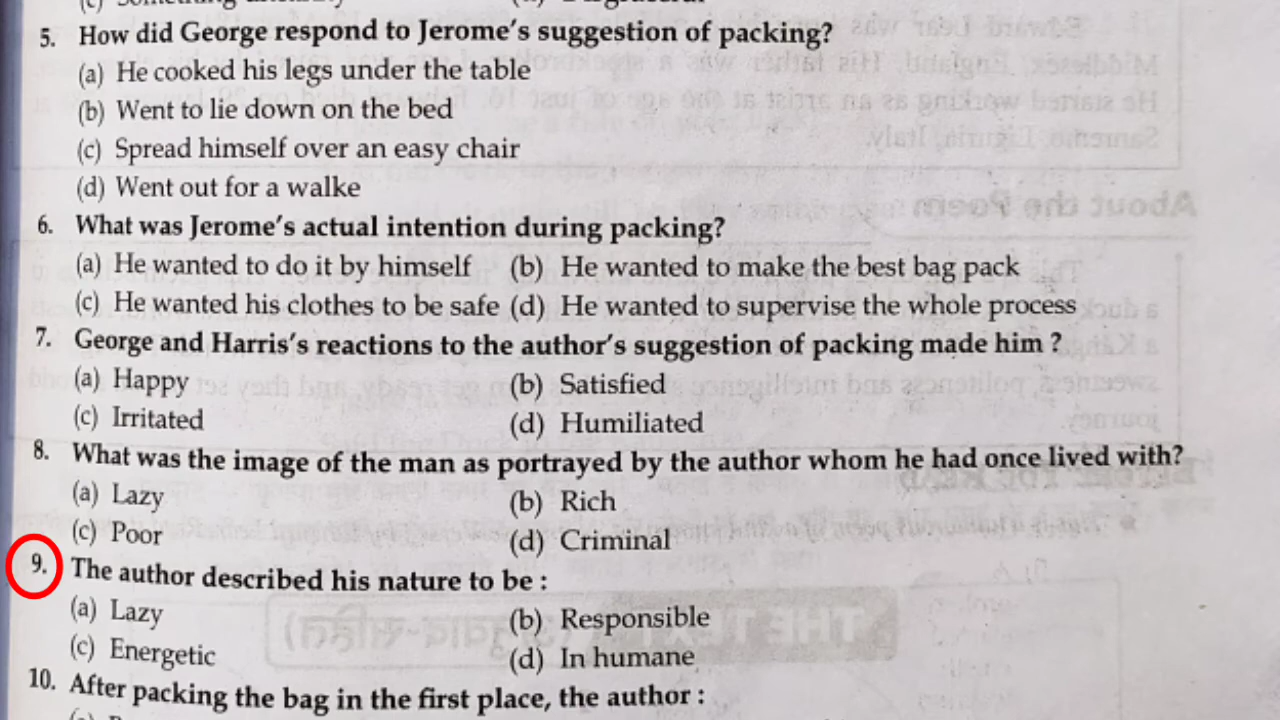 5. How did George respond to Jerome's suggestion of packing?
(a) He cooked his legs under the table
(b) Went to lie down on the bed
(c) Spread himself over an easy chair
(d) Went out for a walke
6. What was Jerome's actual intention during packing?
(a) He wanted to do it by himself (b) He wanted to make the best bag pack
(c) He wanted his clothes to be safe (d) He wanted to supervise the whole process
7. George and Harris's reactions to the author's suggestion of packing made him ?
(a) Happy (b) Satisfied
(c) Irritated (d) Humiliated
8. What was the image of the man as portrayed by the author whom he had once lived with?
(a) Lazy (b) Rich
(c) Poor (d) Criminal
9. The author described his nature to be :
(a) Lazy (b) Responsible
(c) Energetic (d) In humane
10. After packing the bag in the first place, the author :